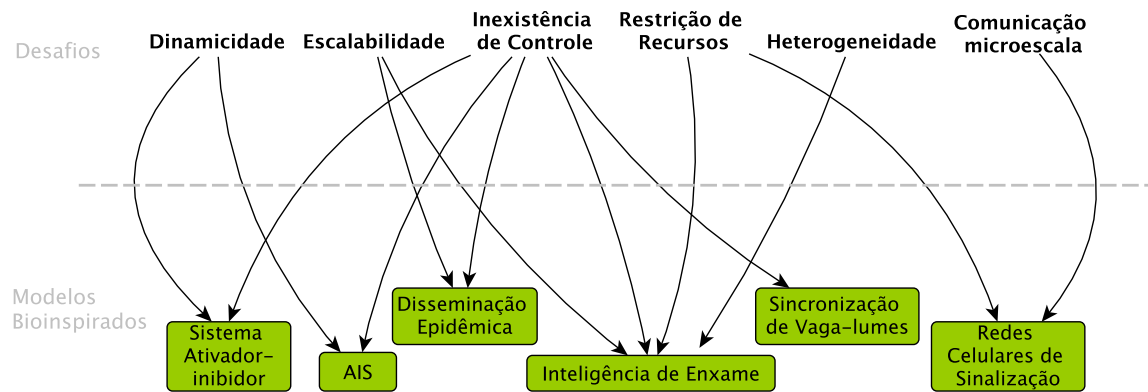 Desafios
Dinamicidade
Escalabilidade
Inexistência
de Controle
Restrição de
Recursos
Heterogeneidade
Comunicação
microescala
Modelos
Bioinspirados
Sistema
Ativador-
inibidor
AIS
Disseminação
Epidêmica
Inteligência de Enxame
Sincronização
de Vaga-lumes
Redes
Celulares de
Sinalização